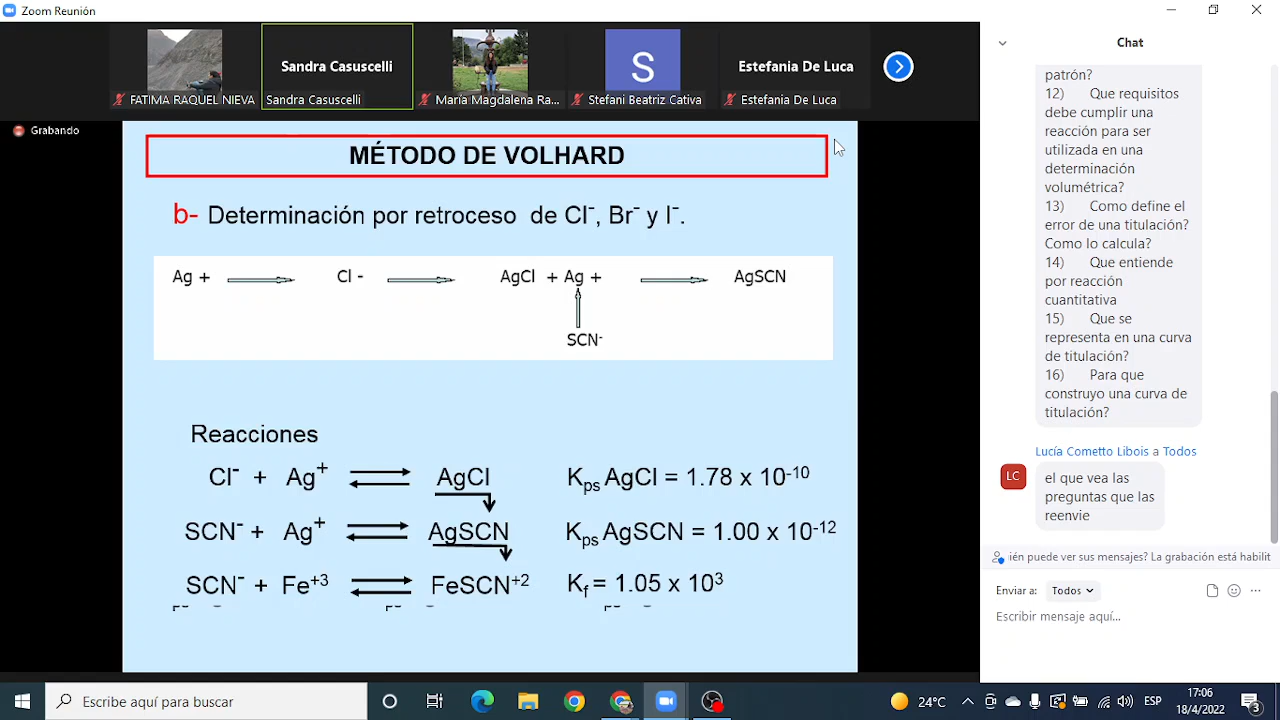 Zoom Reunión
FATIMA RAQUEL NIEVA
Sandra Casuscelli
Sandra Casuscelli
María Magdalena Ra...
S
Stefani Beatriz Cativa
Estefania De Luca
Estefania De Luca
Grabando
MÉTODO DE VOLHARD
b- Determinación por retroceso de Cl⁻, Br⁻ y I⁻.
Ag + Cl - AgCl + Ag + AgSCN
SCN⁻
Reacciones
Cl⁻ + Ag⁺ ⇌ AgCl Kps AgCl = 1.78 x 10⁻¹⁰
SCN⁻ + Ag⁺ ⇌ AgSCN Kps AgSCN = 1.00 x 10⁻¹²
SCN⁻ + Fe⁺³ ⇌ FeSCN⁺² Kf = 1.05 x 10³
Chat
patrón?
12) Que requisitos
debe cumplir una
reacción para ser
utilizada en una
determinación
volumétrica?
13) Como define el
error de una titulación?
Como lo calcula?
14) Que entiende
por reacción
cuantitativa
15) Que se
representa en una curva
de titulación?
16) Para que
construyo una curva de
titulación?
Lucía Cometto Libois a Todos
LC
el que vea las
preguntas que las
reenvie
ién puede ver sus mensajes? La grabación está habilit
Enviar a: Todos
Escribir mensaje aquí...
Escribe aquí para buscar
24°C
ESP
17:06
18/4/2022
3